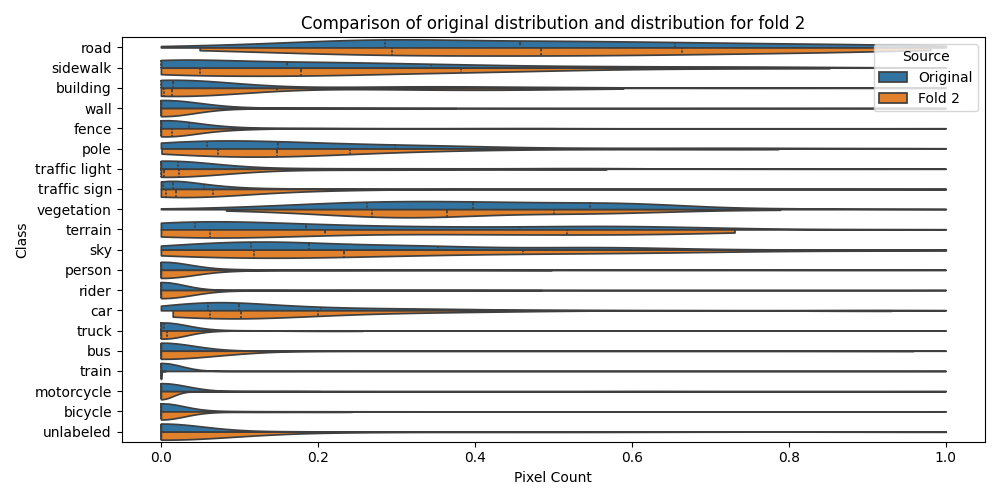 Comparison of original distribution and distribution for fold 2
Class
road
sidewalk
building
wall
fence
pole
traffic light
traffic sign
vegetation
terrain
sky
person
rider
car
truck
bus
train
motorcycle
bicycle
unlabeled
Source
Original
Fold 2
0.0 0.2 0.4 0.6 0.8 1.0
Pixel Count